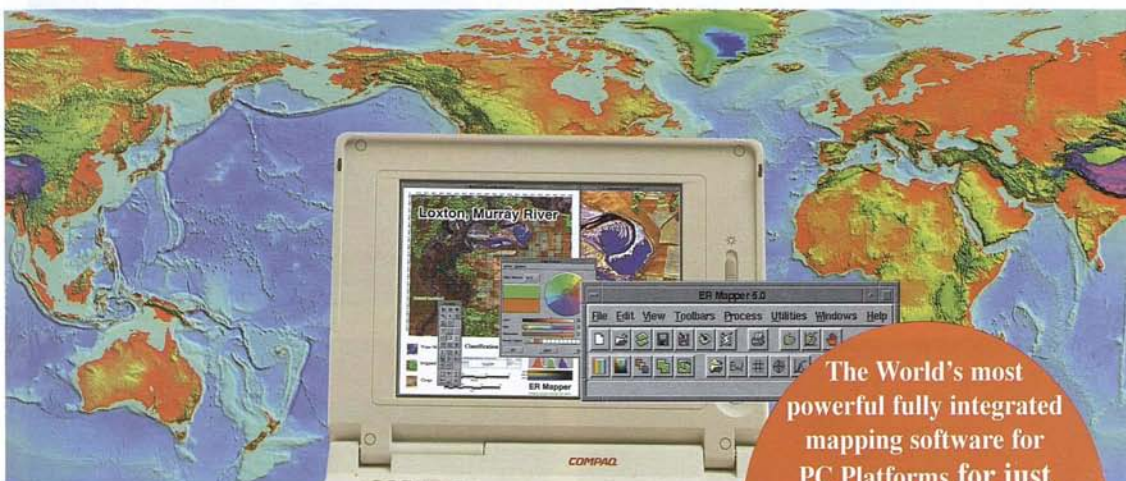 Loxton, Murray River
ER Mapper 5.0
File Edit View Toolbars Process Utilities Windows Help
Classification
ER Mapper
COMPAQ
The World's most
powerful fully integrated
mapping software for
PC Platforms for just